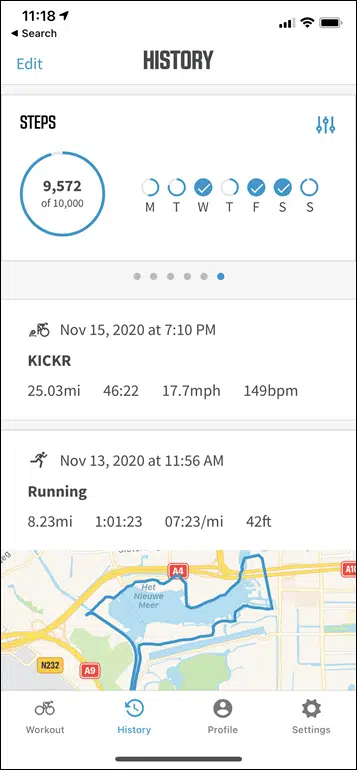 11:18
Search
Edit
HISTORY
STEPS
9,572
of 10,000
M T W T F S S
Nov 15, 2020 at 7:10 PM
KICKR
25.03mi 46:22 17.7mph 149bpm
Nov 13, 2020 at 11:56 AM
Running
8.23mi 1:01:23 07:23/mi 42ft
A4
A10
Het
Nieuwe
Meer
N232
A9
Workout History Profile Settings